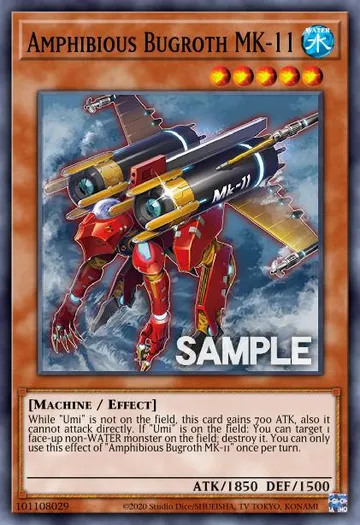 AMPHIBIOUS BUGROTH MK-11
WATER
水
Mk-11
SAMPLE
[MACHINE / EFFECT]
While "Umi" is not on the field, this card gains 700 ATK, also it
cannot attack directly. If "Umi" is on the field: You can target 1
face-up non-WATER monster on the field; destroy it. You can only
use this effect of "Amphibious Bugroth MK-11" once per turn.
ATK/1850 DEF/1500
101108029
©2020 Studio Dice/SHUEISHA, TV TOKYO, KONAMI